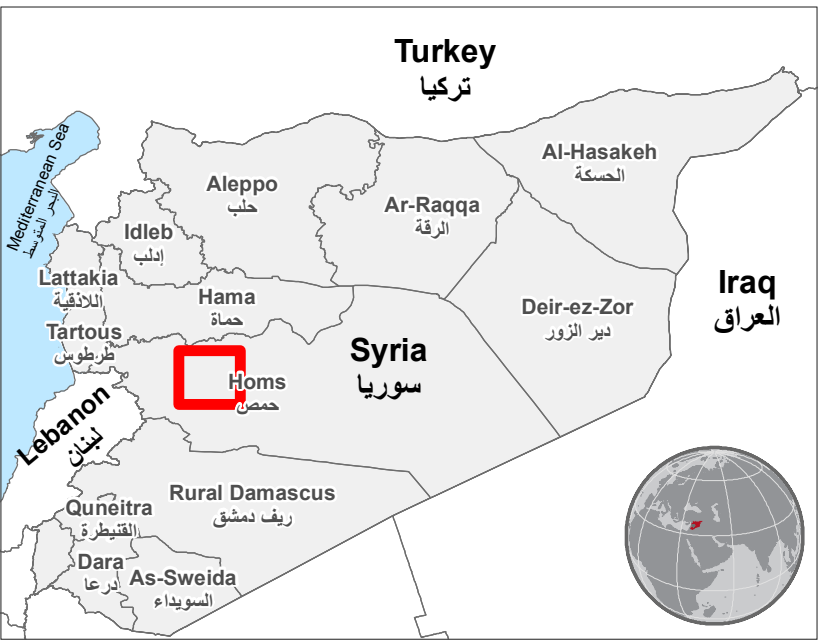 Turkey
تركيا
Mediterranean Sea
البحر المتوسط
Al-Hasakeh
الحسكة
Aleppo
حلب
Ar-Raqqa
الرقة
Idleb
إدلب
Lattakia
اللاذقية
Hama
حماة
Iraq
العراق
Deir-ez-Zor
دير الزور
Tartous
طرطوس
Syria
سوريا
Homs
حمص
Lebanon
لبنان
Rural Damascus
ريف دمشق
Quneitra
القنيطرة
Dara
درعا
As-Sweida
السويداء